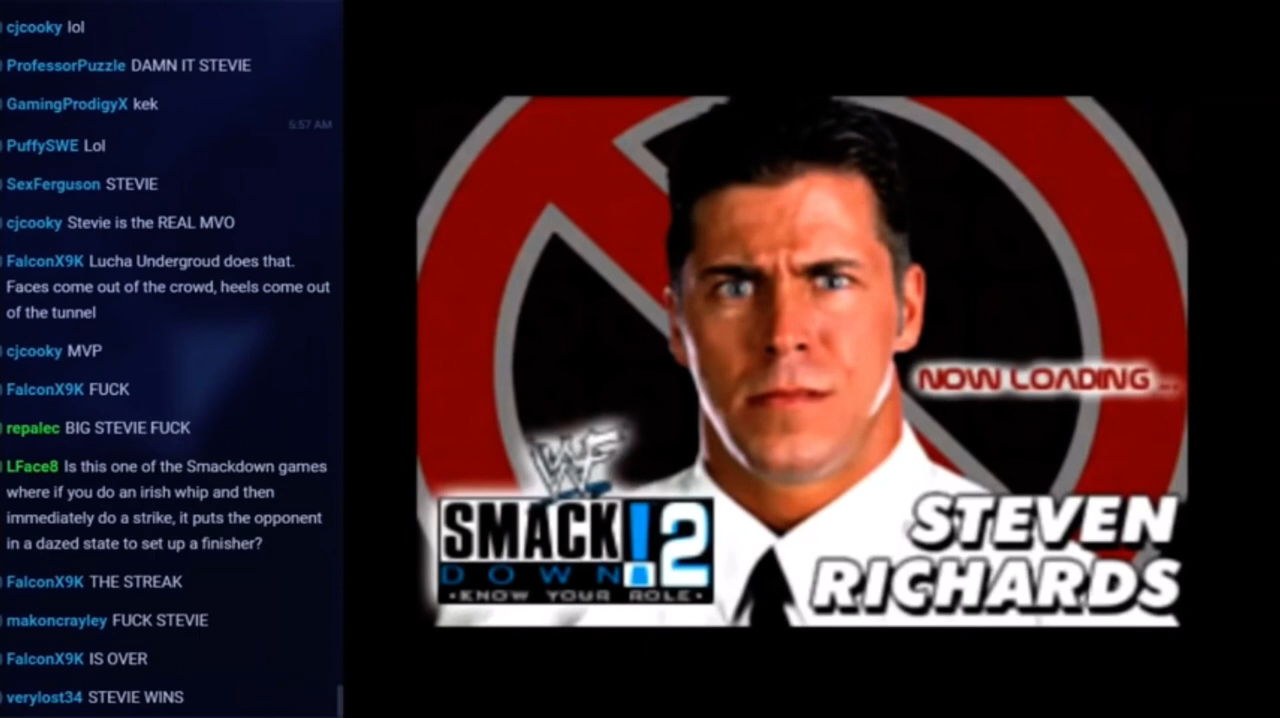 cjcooky lol
ProfessorPuzzle DAMN IT STEVIE
GamingProdigyX kek
5:57 AM
PuffySWE Lol
SexFerguson STEVIE
cjcooky Stevie is the REAL MVO
FalconX9K Lucha Undergroud does that.
Faces come out of the crowd, heels come out
of the tunnel
cjcooky MVP
FalconX9K FUCK
repalec BIG STEVIE FUCK
LFace8 Is this one of the Smackdown games
where if you do an irish whip and then
immediately do a strike, it puts the opponent
in a dazed state to set up a finisher?
FalconX9K THE STREAK
makoncrayley FUCK STEVIE
FalconX9K IS OVER
verylost34 STEVIE WINS
NOW LOADING...
WF
SMACK!2
DOWN
•KNOW YOUR ROLE•
STEVEN
RICHARDS